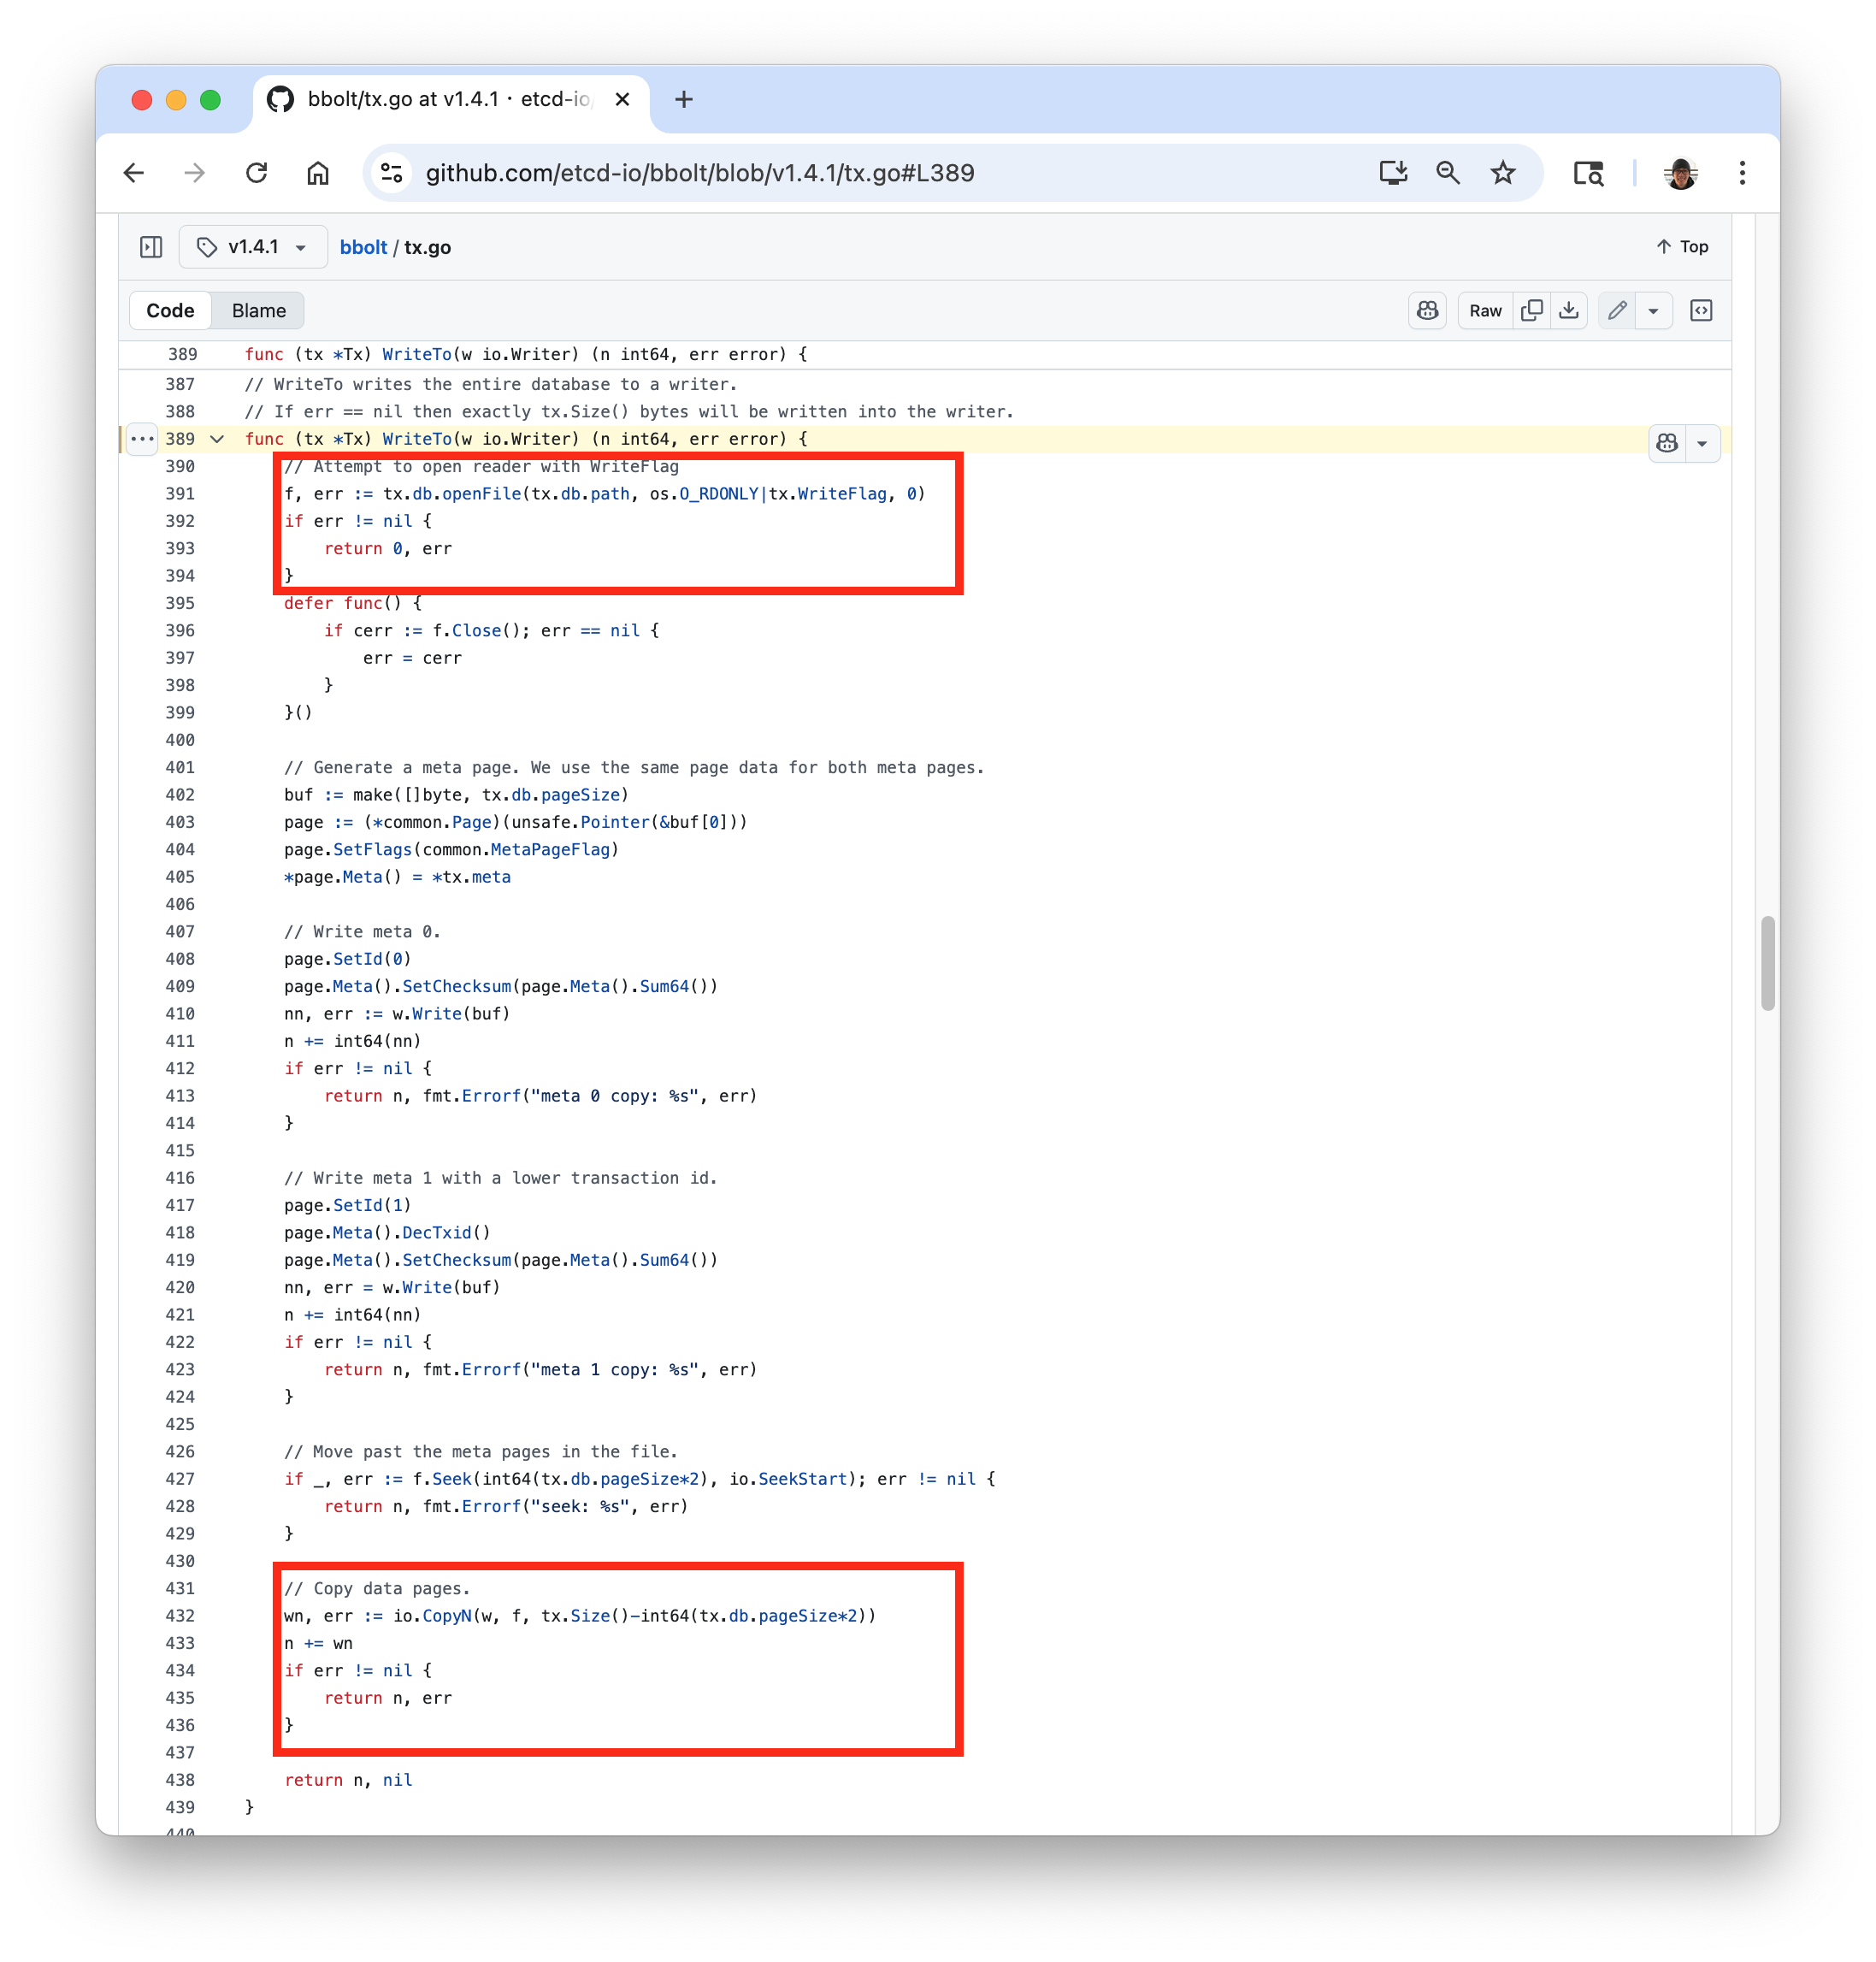 bbolt/tx.go at v1.4.1 · etcd-io/
github.com/etcd-io/bbolt/blob/v1.4.1/tx.go#L389
v1.4.1
bbolt / tx.go
Top
Code
Blame
Raw
389 func (tx *Tx) WriteTo(w io.Writer) (n int64, err error) {
387 // WriteTo writes the entire database to a writer.
388 // If err == nil then exactly tx.Size() bytes will be written into the writer.
389 func (tx *Tx) WriteTo(w io.Writer) (n int64, err error) {
390 // Attempt to open reader with WriteFlag
391 f, err := tx.db.openFile(tx.db.path, os.O_RDONLY|tx.WriteFlag, 0)
392 if err != nil {
393 return 0, err
394 }
395 defer func() {
396 if cerr := f.Close(); err == nil {
397 err = cerr
398 }
399 }()
400
401 // Generate a meta page. We use the same page data for both meta pages.
402 buf := make([]byte, tx.db.pageSize)
403 page := (*common.Page)(unsafe.Pointer(&buf[0]))
404 page.SetFlags(common.MetaPageFlag)
405 *page.Meta() = *tx.meta
406
407 // Write meta 0.
408 page.SetId(0)
409 page.Meta().SetChecksum(page.Meta().Sum64())
410 nn, err := w.Write(buf)
411 n += int64(nn)
412 if err != nil {
413 return n, fmt.Errorf("meta 0 copy: %s", err)
414 }
415
416 // Write meta 1 with a lower transaction id.
417 page.SetId(1)
418 page.Meta().DecTxid()
419 page.Meta().SetChecksum(page.Meta().Sum64())
420 nn, err = w.Write(buf)
421 n += int64(nn)
422 if err != nil {
423 return n, fmt.Errorf("meta 1 copy: %s", err)
424 }
425
426 // Move past the meta pages in the file.
427 if _, err := f.Seek(int64(tx.db.pageSize*2), io.SeekStart); err != nil {
428 return n, fmt.Errorf("seek: %s", err)
429 }
430
431 // Copy data pages.
432 wn, err := io.CopyN(w, f, tx.Size()-int64(tx.db.pageSize*2))
433 n += wn
434 if err != nil {
435 return n, err
436 }
437
438 return n, nil
439 }
440